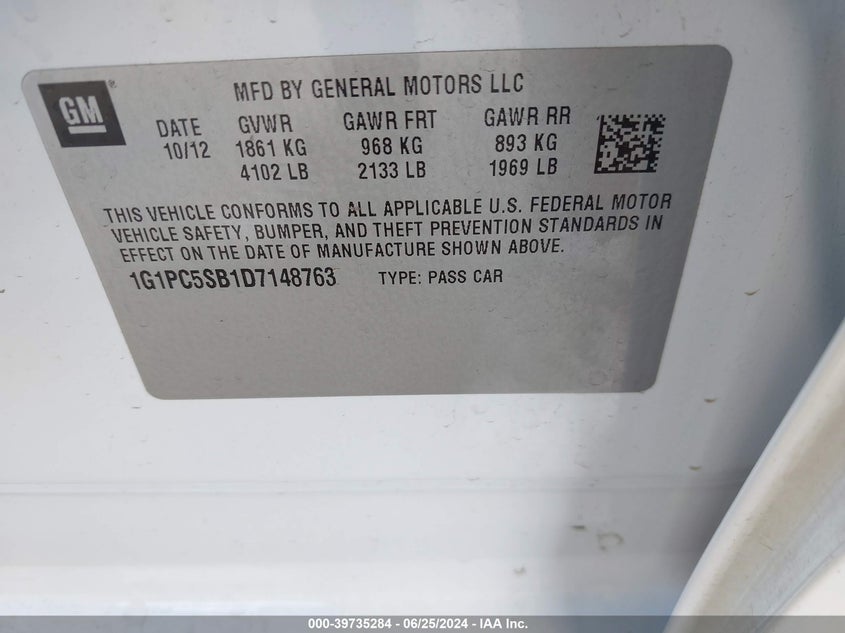 GM®
MFD BY GENERAL MOTORS LLC
DATE GVWR GAWR FRT GAWR RR
10/12 1861 KG 968 KG 893 KG
4102 LB 2133 LB 1969 LB
THIS VEHICLE CONFORMS TO ALL APPLICABLE U.S. FEDERAL MOTOR
VEHICLE SAFETY, BUMPER, AND THEFT PREVENTION STANDARDS IN
EFFECT ON THE DATE OF MANUFACTURE SHOWN ABOVE.
1G1PC5SB1D7148763 TYPE: PASS CAR
000-39735284 - 06/25/2024 - IAA Inc.